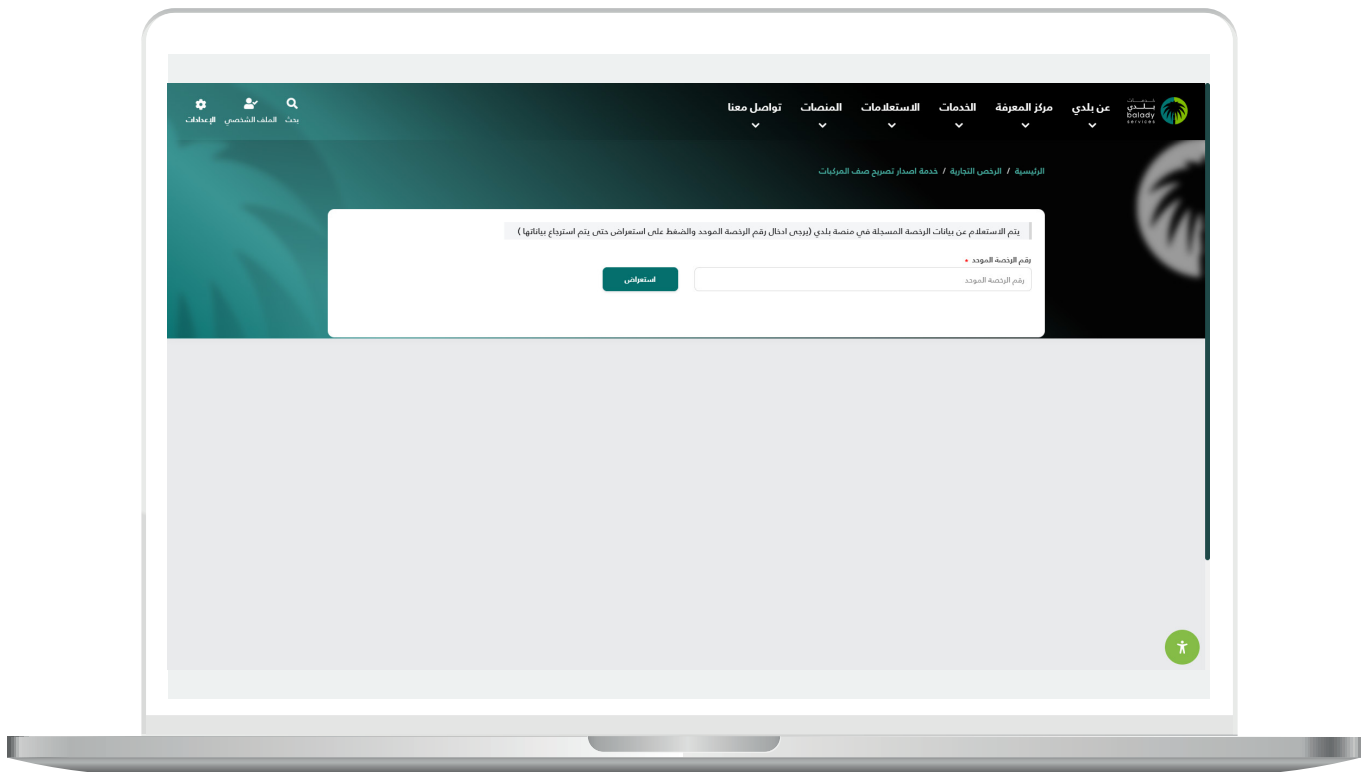 خدمات
بلدي
balady
services
عن بلدي
مركز المعرفة
الخدمات
الاستعلامات
المنصات
تواصل معنا
بحث
الملف الشخصي
الإعدادات
الرئيسية / الرخص التجارية / خدمة اصدار تصريح صف المركبات
يتم الاستعلام عن بيانات الرخصة المسجلة في منصة بلدي (يرجى ادخال رقم الرخصة الموحد والضغط على استعراض حتى يتم استرجاع بياناتها )
رقم الرخصة الموحد *
رقم الرخصة الموحد
استعراض